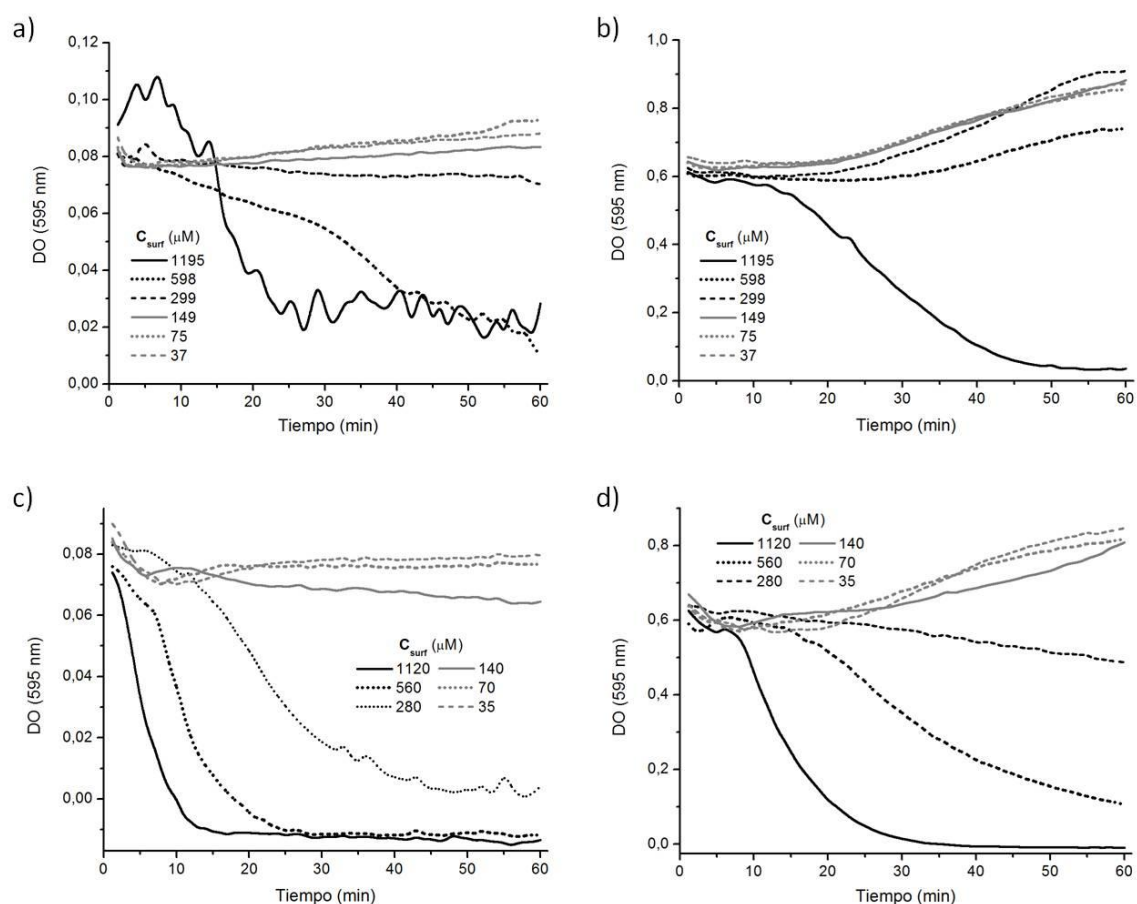 a)
DO (595 nm)
0,12
0,10
0,08
0,06
0,04
0,02
0,00
C surf (μM)
1195
598
299
149
75
37
0 10 20 30 40 50 60
Tiempo (min)
b)
DO (595 nm)
1,0
0,8
0,6
0,4
0,2
0,0
C surf (μM)
1195
598
299
149
75
37
0 10 20 30 40 50 60
Tiempo (min)
c)
DO (595 nm)
0,08
0,04
0,00
C surf (μM)
1120 140
560 70
280 35
0 10 20 30 40 50 60
Tiempo (min)
d)
DO (595 nm)
0,8
0,6
0,4
0,2
0,0
C surf (μM)
1120 140
560 70
280 35
0 10 20 30 40 50 60
Tiempo (min)